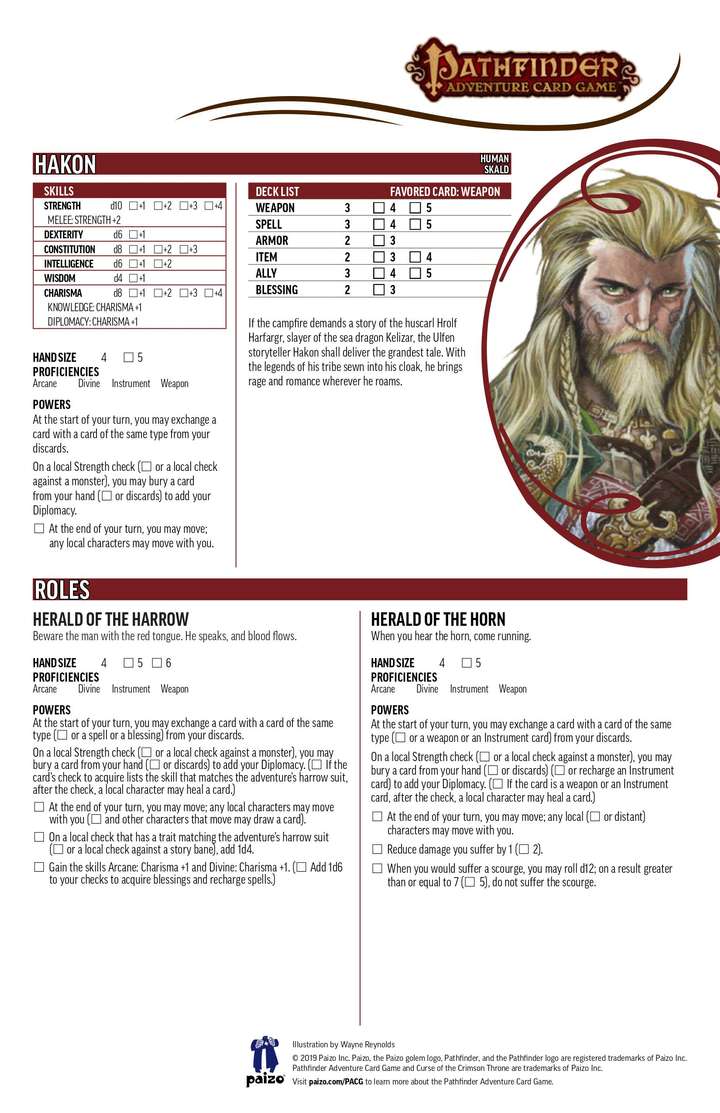 PATHFINDER
ADVENTURE CARD GAME
HAKON
HUMAN
SKALD
SKILLS
STRENGTH d10 ☐+1 ☐+2 ☐+3 ☐+4
MELEE: STRENGTH +2
DEXTERITY d6 ☐+1
CONSTITUTION d8 ☐+1 ☐+2 ☐+3
INTELLIGENCE d6 ☐+1 ☐+2
WISDOM d4 ☐+1
CHARISMA d8 ☐+1 ☐+2 ☐+3 ☐+4
KNOWLEDGE: CHARISMA +1
DIPLOMACY: CHARISMA +1
HAND SIZE 4 ☐ 5
PROFICIENCIES
Arcane Divine Instrument Weapon
POWERS
At the start of your turn, you may exchange a
card with a card of the same type from your
discards.
On a local Strength check (☐ or a local check
against a monster), you may bury a card
from your hand (☐ or discards) to add your
Diplomacy.
☐ At the end of your turn, you may move;
any local characters may move with you.
DECK LIST FAVORED CARD: WEAPON
WEAPON 3 ☐ 4 ☐ 5
SPELL 3 ☐ 4 ☐ 5
ARMOR 2 ☐ 3
ITEM 2 ☐ 3 ☐ 4
ALLY 3 ☐ 4 ☐ 5
BLESSING 2 ☐ 3
If the campfire demands a story of the huscarl Hrolf
Harfargr, slayer of the sea dragon Kelizar, the Ulfen
storyteller Hakon shall deliver the grandest tale. With
the legends of his tribe sewn into his cloak, he brings
rage and romance wherever he roams.
ROLES
HERALD OF THE HARROW
Beware the man with the red tongue. He speaks, and blood flows.
HAND SIZE 4 ☐ 5 ☐ 6
PROFICIENCIES
Arcane Divine Instrument Weapon
POWERS
At the start of your turn, you may exchange a card with a card of the same
type (☐ or a spell or a blessing) from your discards.
On a local Strength check (☐ or a local check against a monster), you may
bury a card from your hand (☐ or discards) to add your Diplomacy. (☐ If the
card's check to acquire lists the skill that matches the adventure's harrow suit,
after the check, a local character may heal a card.)
☐ At the end of your turn, you may move; any local characters may move
with you (☐ and other characters that move may draw a card).
☐ On a local check that has a trait matching the adventure's harrow suit
(☐ or a local check against a story bane), add 1d4.
☐ Gain the skills Arcane: Charisma +1 and Divine: Charisma +1. (☐ Add 1d6
to your checks to acquire blessings and recharge spells.)
HERALD OF THE HORN
When you hear the horn, come running.
HAND SIZE 4 ☐ 5
PROFICIENCIES
Arcane Divine Instrument Weapon
POWERS
At the start of your turn, you may exchange a card with a card of the same
type (☐ or a weapon or an Instrument card) from your discards.
On a local Strength check (☐ or a local check against a monster), you may
bury a card from your hand (☐ or discards) (☐ or recharge an Instrument
card) to add your Diplomacy. (☐ If the card is a weapon or an Instrument
card, after the check, a local character may heal a card.)
☐ At the end of your turn, you may move; any local (☐ or distant)
characters may move with you.
☐ Reduce damage you suffer by 1 (☐ 2).
☐ When you would suffer a scourge, you may roll d12; on a result greater
than or equal to 7 (☐ 5), do not suffer the scourge.
paizo
Illustration by Wayne Reynolds
© 2019 Paizo Inc. Paizo, the Paizo golem logo, Pathfinder, and the Pathfinder logo are registered trademarks of Paizo Inc.
Pathfinder Adventure Card Game and Curse of the Crimson Throne are trademarks of Paizo Inc.
Visit paizo.com/PACG to learn more about the Pathfinder Adventure Card Game.